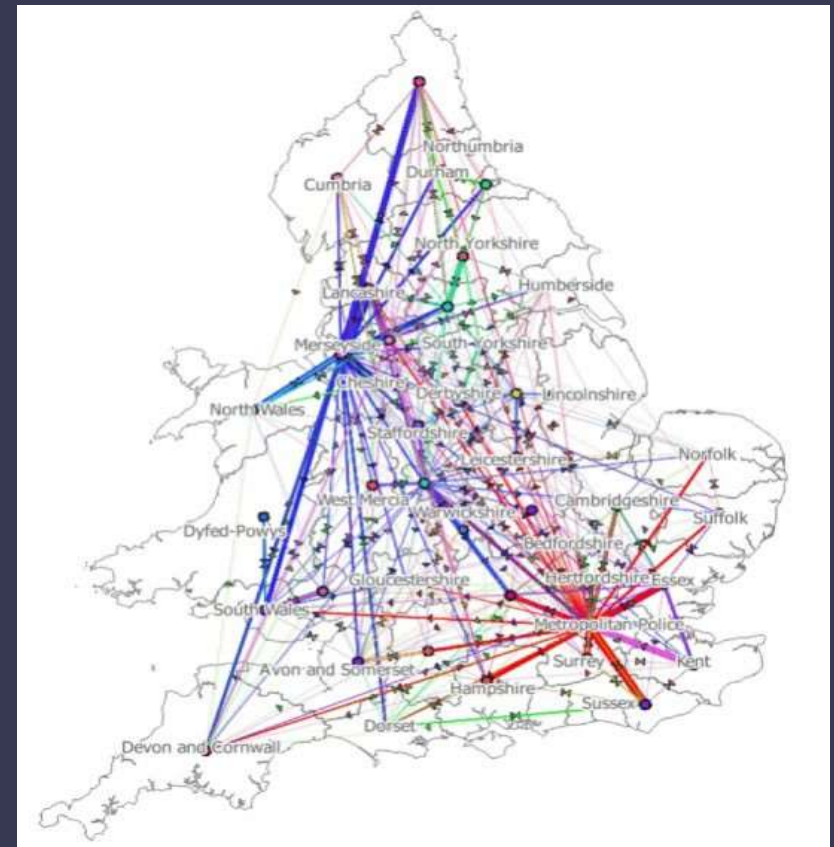 Northumbria
Durham
Cumbria
North Yorkshire
Humberside
Lancashire
Merseyside
South Yorkshire
Cheshire
Derbyshire
Lincolnshire
North Wales
Staffordshire
Norfolk
Leicestershire
West Mercia
Cambridgeshire
Warwickshire
Suffolk
Dyfed-Powys
Bedfordshire
Gloucestershire
Hertfordshire
Essex
South Wales
Metropolitan Police
Surrey
Kent
Avon and Somerset
Hampshire
Sussex
Dorset
Devon and Cornwall